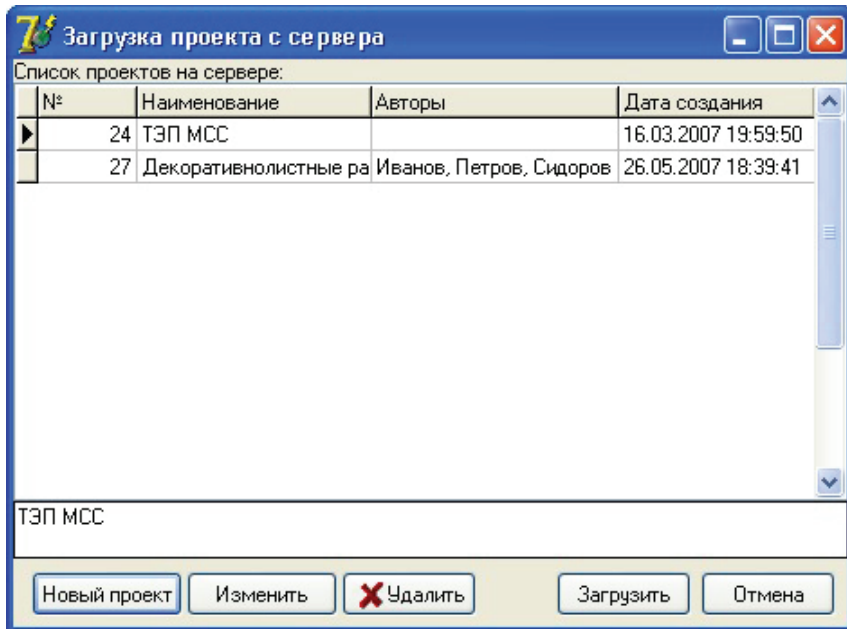 Загрузка проекта с сервера
Список проектов на сервере:
№ Наименование Авторы Дата создания
24 ТЭП МСС 16.03.2007 19:59:50
27 Декоративнолистные ра Иванов, Петров, Сидоров 26.05.2007 18:39:41
ТЭП МСС
Новый проект Изменить Удалить Загрузить Отмена